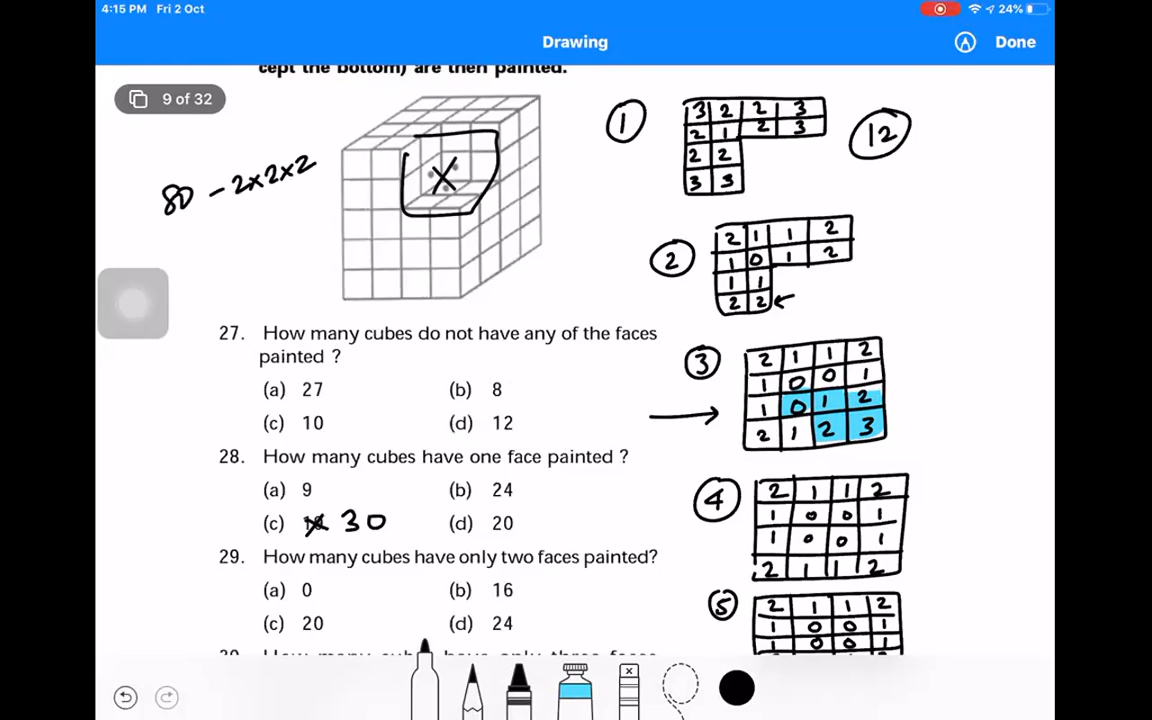 4:15 PM Fri 2 Oct
24%
Drawing
Done
9 of 32
cept the bottom) are then painted.
80 - 2x2x2
X
1
3 2 2 3
2 1 2 3
2 2
3 3
12
2
2 1 1 2
1 0 1 2
1 1
2 2
3
2 1 1 2
1 0 0 1
1 0 1 2
2 1 2 3
27. How many cubes do not have any of the faces
painted ?
(a) 27 (b) 8
(c) 10 (d) 12
28. How many cubes have one face painted ?
(a) 9 (b) 24
(c) 30 (d) 20
4
2 1 1 2
1 0 0 1
1 0 0 1
2 1 1 2
29. How many cubes have only two faces painted?
(a) 0 (b) 16
(c) 20 (d) 24
5
2 1 1 2
1 0 0 1
1 0 0 1